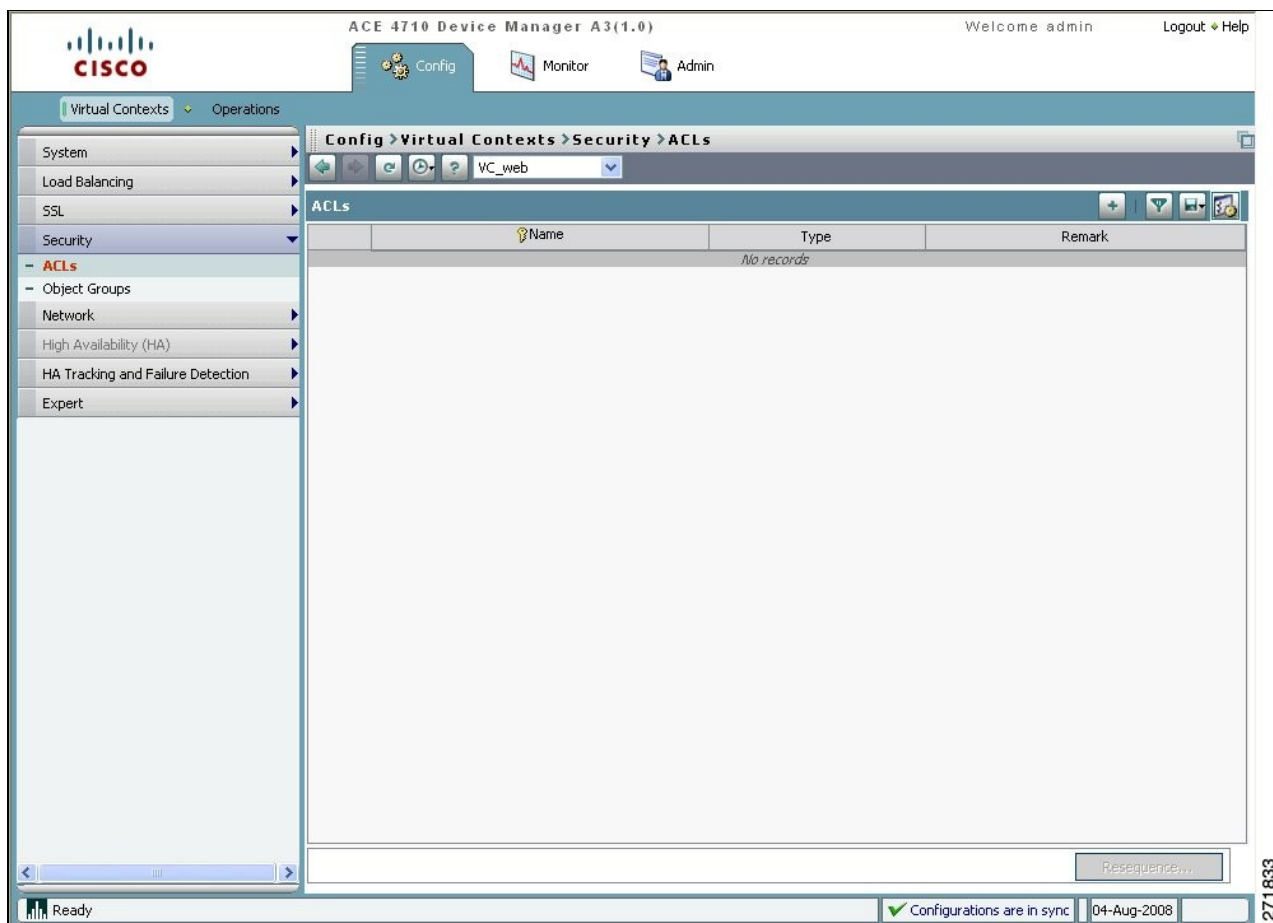 ACE 4710 Device Manager A3(1.0)
Welcome admin
Logout Help
CISCO
Config
Monitor
Admin
Virtual Contexts
Operations
System
Load Balancing
SSL
Security
- ACLs
- Object Groups
Network
High Availability (HA)
HA Tracking and Failure Detection
Expert
Config > Virtual Contexts > Security > ACLs
? VC_web
ACLs
Name
Type
Remark
No records
Resequence...
Ready
Configurations are in sync
04-Aug-2008
271833